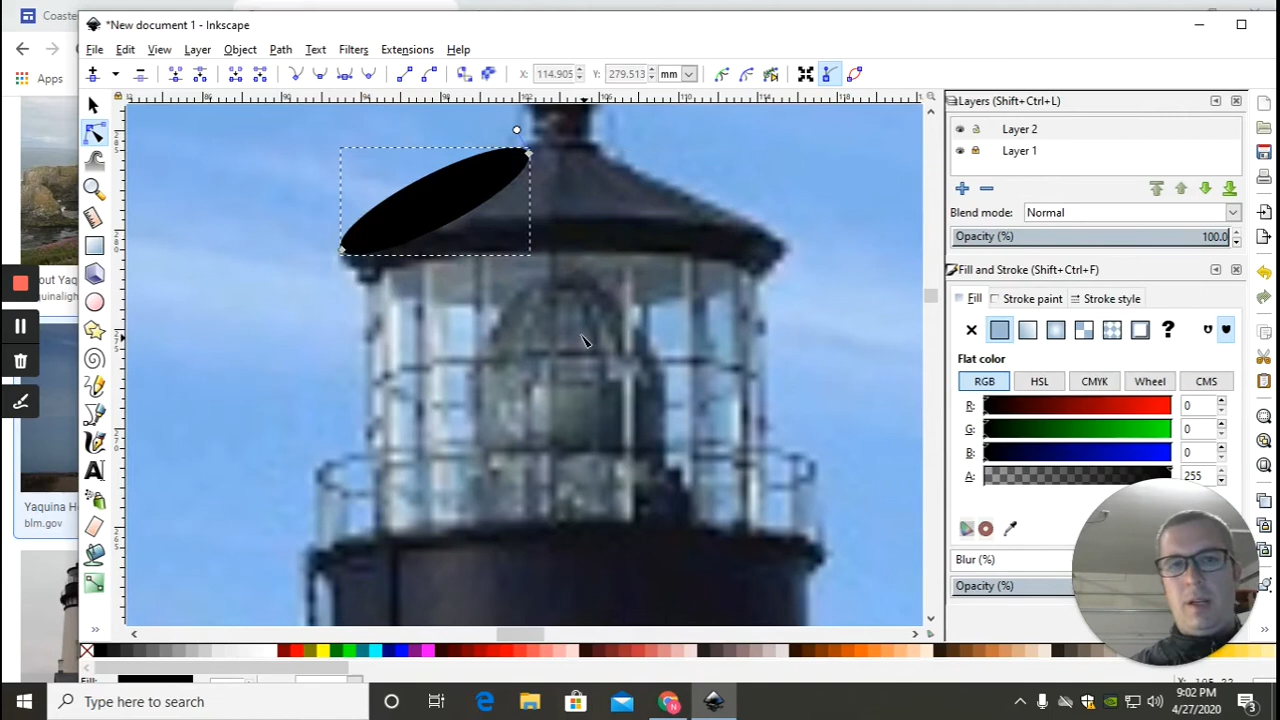 Coaste
*New document 1 - Inkscape
File Edit View Layer Object Path Text Filters Extensions Help
Apps
X: 114.905 Y: 279.513 mm
Layers (Shift+Ctrl+L)
Layer 2
Layer 1
Blend mode: Normal
Opacity (%) 100.0
Fill and Stroke (Shift+Ctrl+F)
Fill Stroke paint Stroke style
Flat color
RGB HSL CMYK Wheel CMS
R: 0
G: 0
B: 0
A: 255
Blur (%)
Opacity (%)
out Yaq
quinaligh
Yaquina He
blm.gov
Fill:
Type here to search
9:02 PM
4/27/2020
3